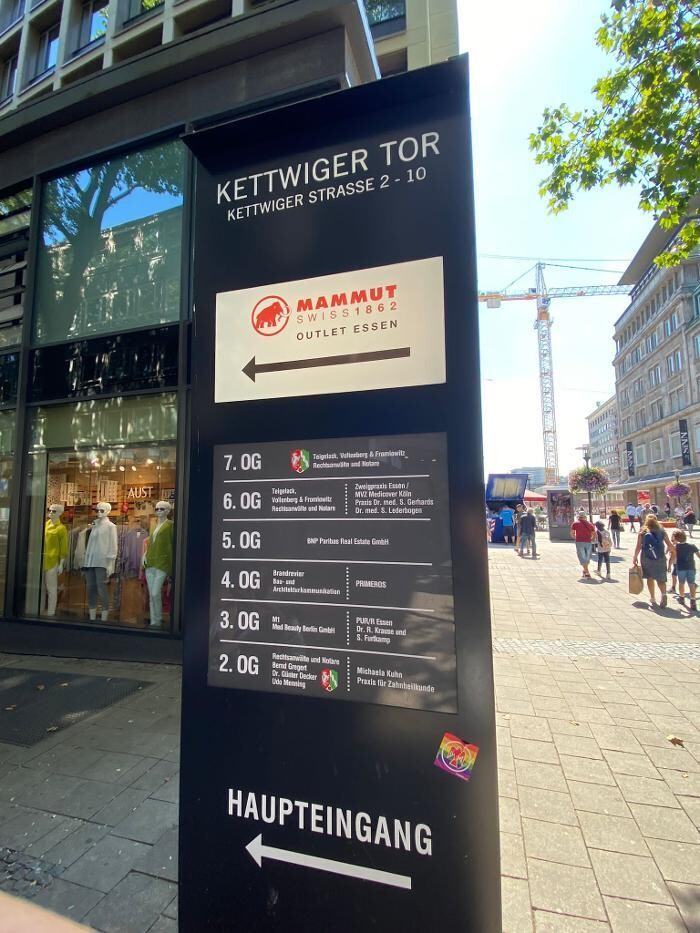 KETTWIGER TOR
KETTWIGER STRASSE 2 - 10
MAMMUT
SWISS 1862
OUTLET ESSEN
7. OG
Teigelack, Valtenberg & Fromlowitz
Rechtsanwälte und Notare
6. OG
Teigelack,
Valtenberg & Fromlowitz
Rechtsanwälte und Notare
Zweigpraxis Essen /
MVZ Medicover Köln
Praxis Dr. med. S. Gerhards
Dr. med. S. Lederbogen
5. OG
BNP Paribas Real Estate GmbH
4. OG
Brandrevier
Bau- und
Architekturkommunikation
PRIMEROS
3. OG
M1
Med Beauty Berlin GmbH
PUR/R Essen
Dr. R. Krause und
S. Furtkamp
2. OG
Rechtsanwälte und Notare
Bernd Gregert
Dr. Günter Decker
Udo Menning
Michaela Kuhn
Praxis für Zahnheilkunde
HAUPTEINGANG
AUST